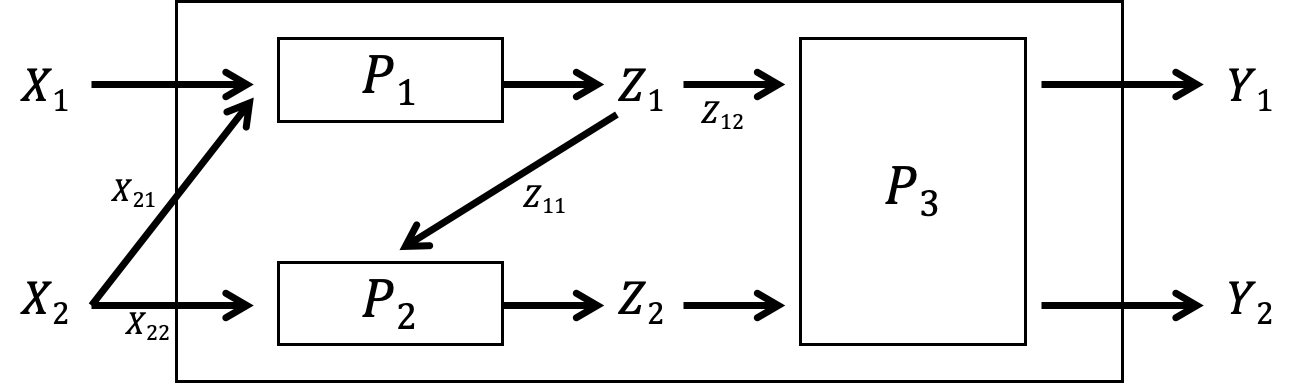 X₁ P₁ Z₁ Z₁₂ Y₁
X₂₁ Z₁₁ P₃
X₂ X₂₂ P₂ Z₂ Y₂